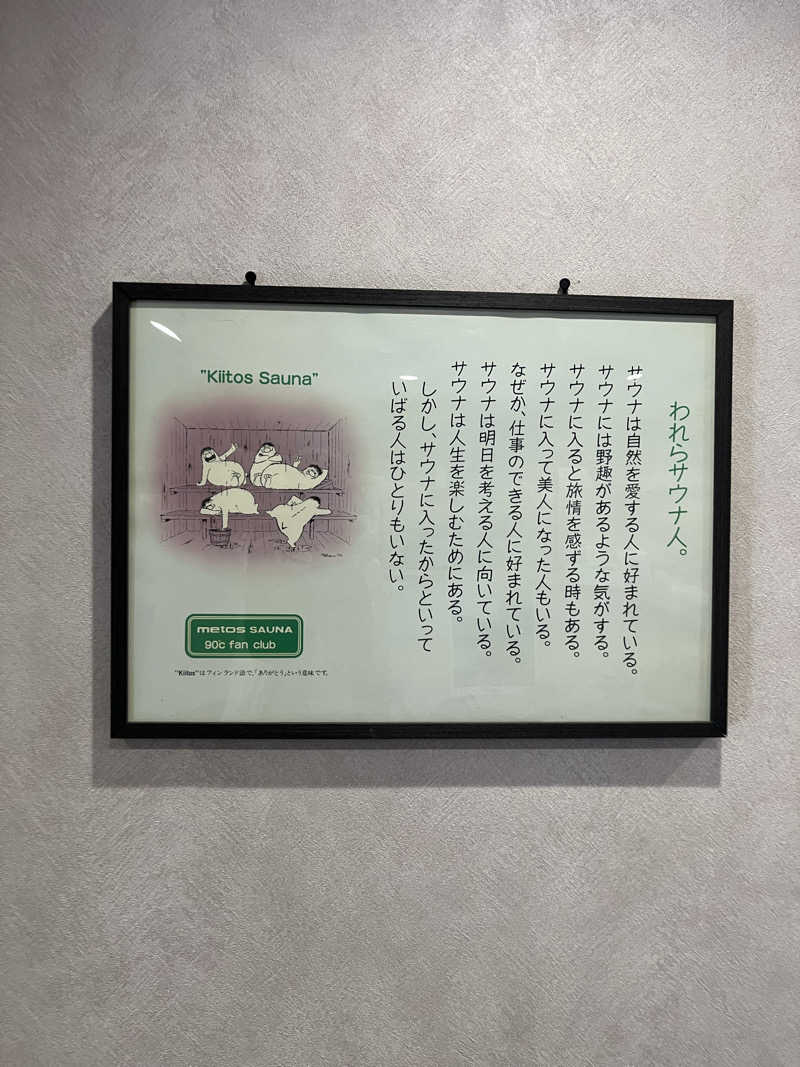 われらサウナ人。
サウナは自然を愛する人に好まれている。
サウナには野趣があるような気がする。
サウナに入ると旅情を感ずる時もある。
サウナに入って美人になった人もいる。
なぜか、仕事のできる人に好まれている。
サウナは明日を考える人に向いている。
サウナは人生を楽しむためにある。
しかし、サウナに入ったからといって
いばる人はひとりもいない。
"Kiitos Sauna"
metos SAUNA
90℃ fan club
"Kiitos"はフィンランド語で、「ありがとう」という意味です。